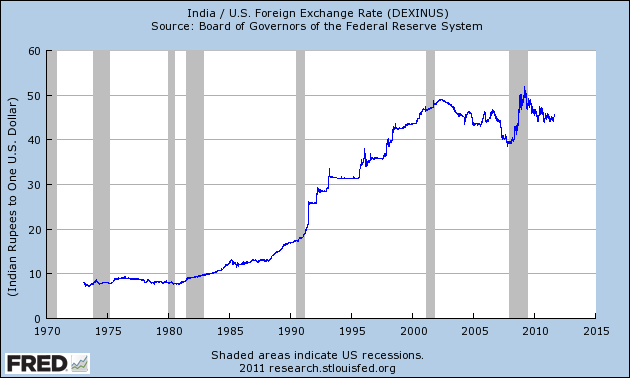 India / U.S. Foreign Exchange Rate (DEXINUS)
Source: Board of Governors of the Federal Reserve System
(Indian Rupees to One U.S. Dollar)
60
50
40
30
20
10
0
1970 1975 1980 1985 1990 1995 2000 2005 2010 2015
Shaded areas indicate US recessions.
2011 research.stlouisfed.org
FRED